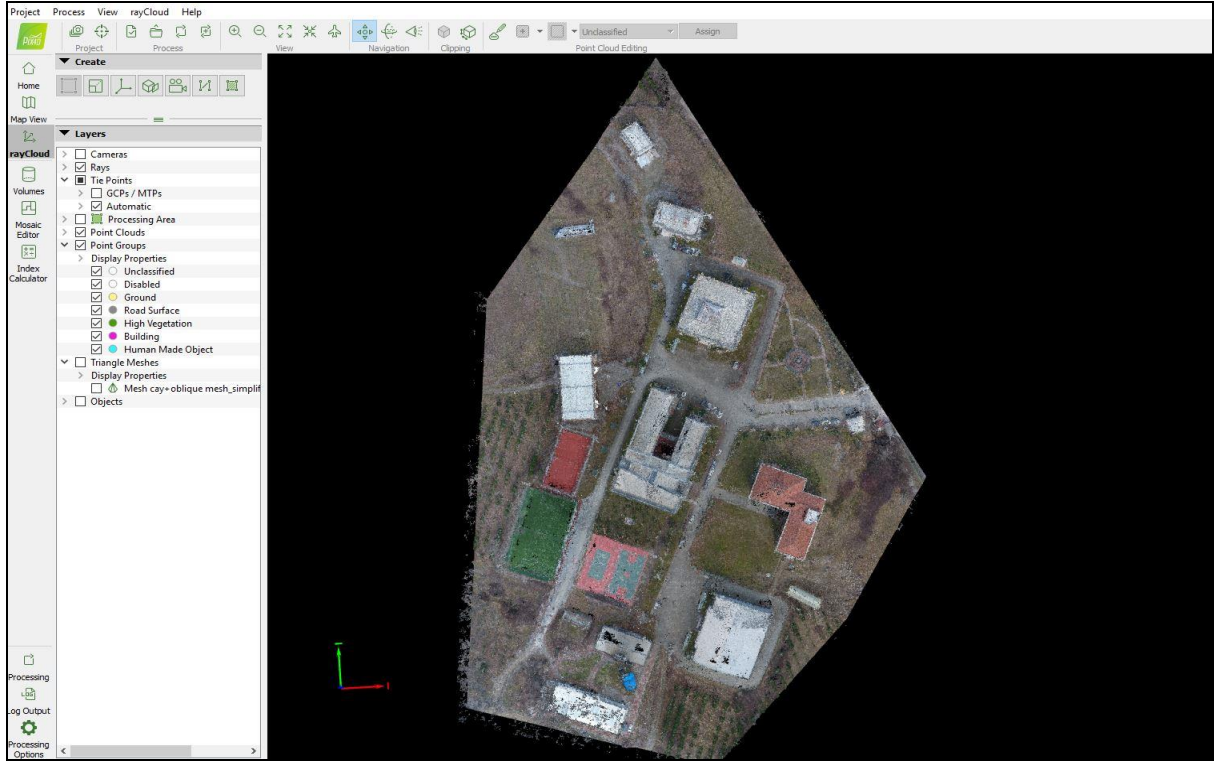 Project Process View rayCloud Help
Project Process View Navigation Clipping Point Cloud Editing
Unclassified Assign
Home
Map View
rayCloud
Volumes
Mosaic
Editor
Index
Calculator
Create
Layers
Cameras
Rays
Tie Points
GCPs / MTPs
Automatic
Processing Area
Point Clouds
Point Groups
Display Properties
Unclassified
Disabled
Ground
Road Surface
High Vegetation
Building
Human Made Object
Triangle Meshes
Display Properties
Mesh cay+oblique mesh_simplif
Objects
Processing
Log Output
Processing
Options